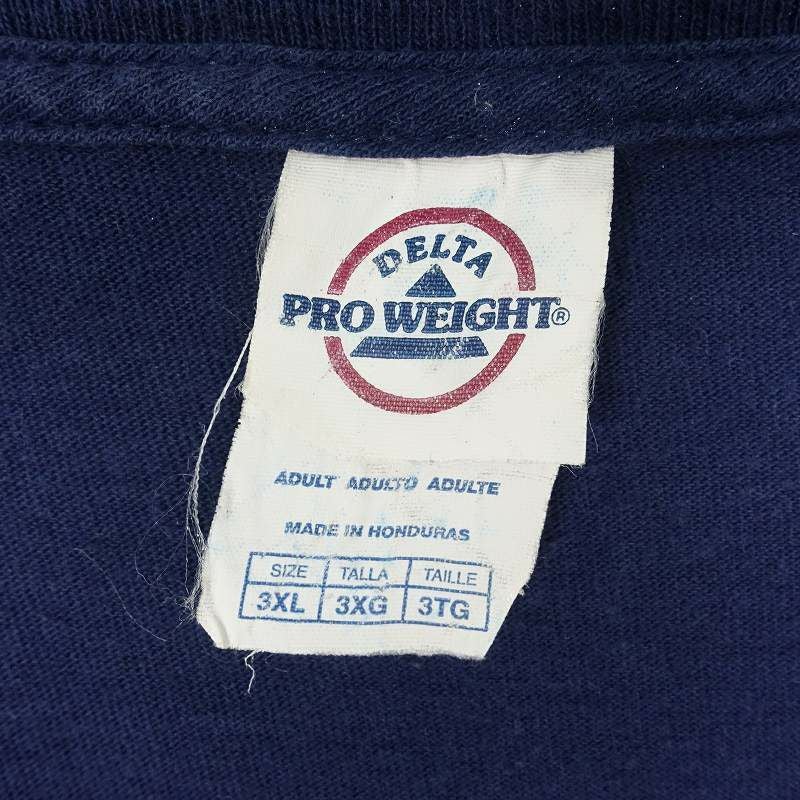 DELTA
PRO WEIGHT®
ADULT ADULTO ADULTE
MADE IN HONDURAS
SIZE TALLA TAILLE
3XL 3XG 3TG